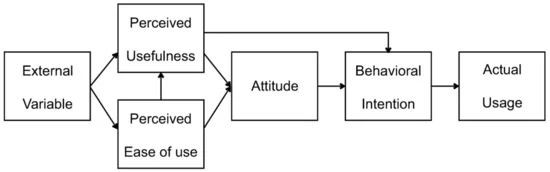 Perceived
Usefulness
External
Variable
Perceived
Ease of use
Attitude
Behavioral
Intention
Actual
Usage